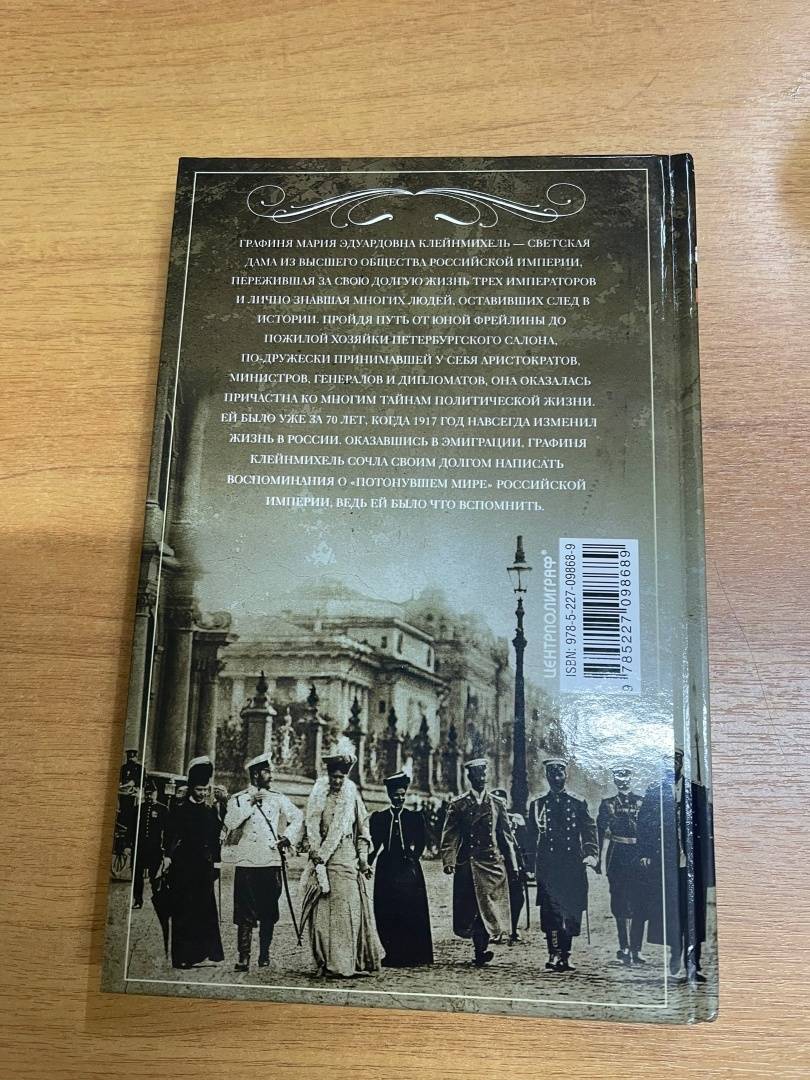 ГРАФИНЯ МАРИЯ ЭДУАРДОВНА КЛЕЙНМИХЕЛЬ — СВЕТСКАЯ
ДАМА ИЗ ВЫСШЕГО ОБЩЕСТВА РОССИЙСКОЙ ИМПЕРИИ,
ПЕРЕЖИВШАЯ ЗА СВОЮ ДОЛГУЮ ЖИЗНЬ ТРЕХ ИМПЕРАТОРОВ
И ЛИЧНО ЗНАВШАЯ МНОГИХ ЛЮДЕЙ, ОСТАВИВШИХ СЛЕД В
ИСТОРИИ. ПРОЙДЯ ПУТЬ ОТ ЮНОЙ ФРЕЙЛИНЫ ДО
ПОЖИЛОЙ ХОЗЯЙКИ ПЕТЕРБУРГСКОГО САЛОНА,
ПО-ДРУЖЕСКИ ПРИНИМАВШЕЙ У СЕБЯ АРИСТОКРАТОВ,
МИНИСТРОВ, ГЕНЕРАЛОВ И ДИПЛОМАТОВ, ОНА ОКАЗАЛАСЬ
ПРИЧАСТНА КО МНОГИМ ТАЙНАМ ПОЛИТИЧЕСКОЙ ЖИЗНИ.
ЕЙ БЫЛО УЖЕ ЗА 70 ЛЕТ, КОГДА 1917 ГОД НАВСЕГДА ИЗМЕНИЛ
ЖИЗНЬ В РОССИИ. ОКАЗАВШИСЬ В ЭМИГРАЦИИ, ГРАФИНЯ
КЛЕЙНМИХЕЛЬ СОЧЛА СВОИМ ДОЛГОМ НАПИСАТЬ
ВОСПОМИНАНИЯ О «ПОТОНУВШЕМ МИРЕ» РОССИЙСКОЙ
ИМПЕРИИ, ВЕДЬ ЕЙ БЫЛО ЧТО ВСПОМНИТЬ.
ЦЕНТРПОЛИГРАФ®
ISBN: 978-5-227-09868-9
9 785227 098689